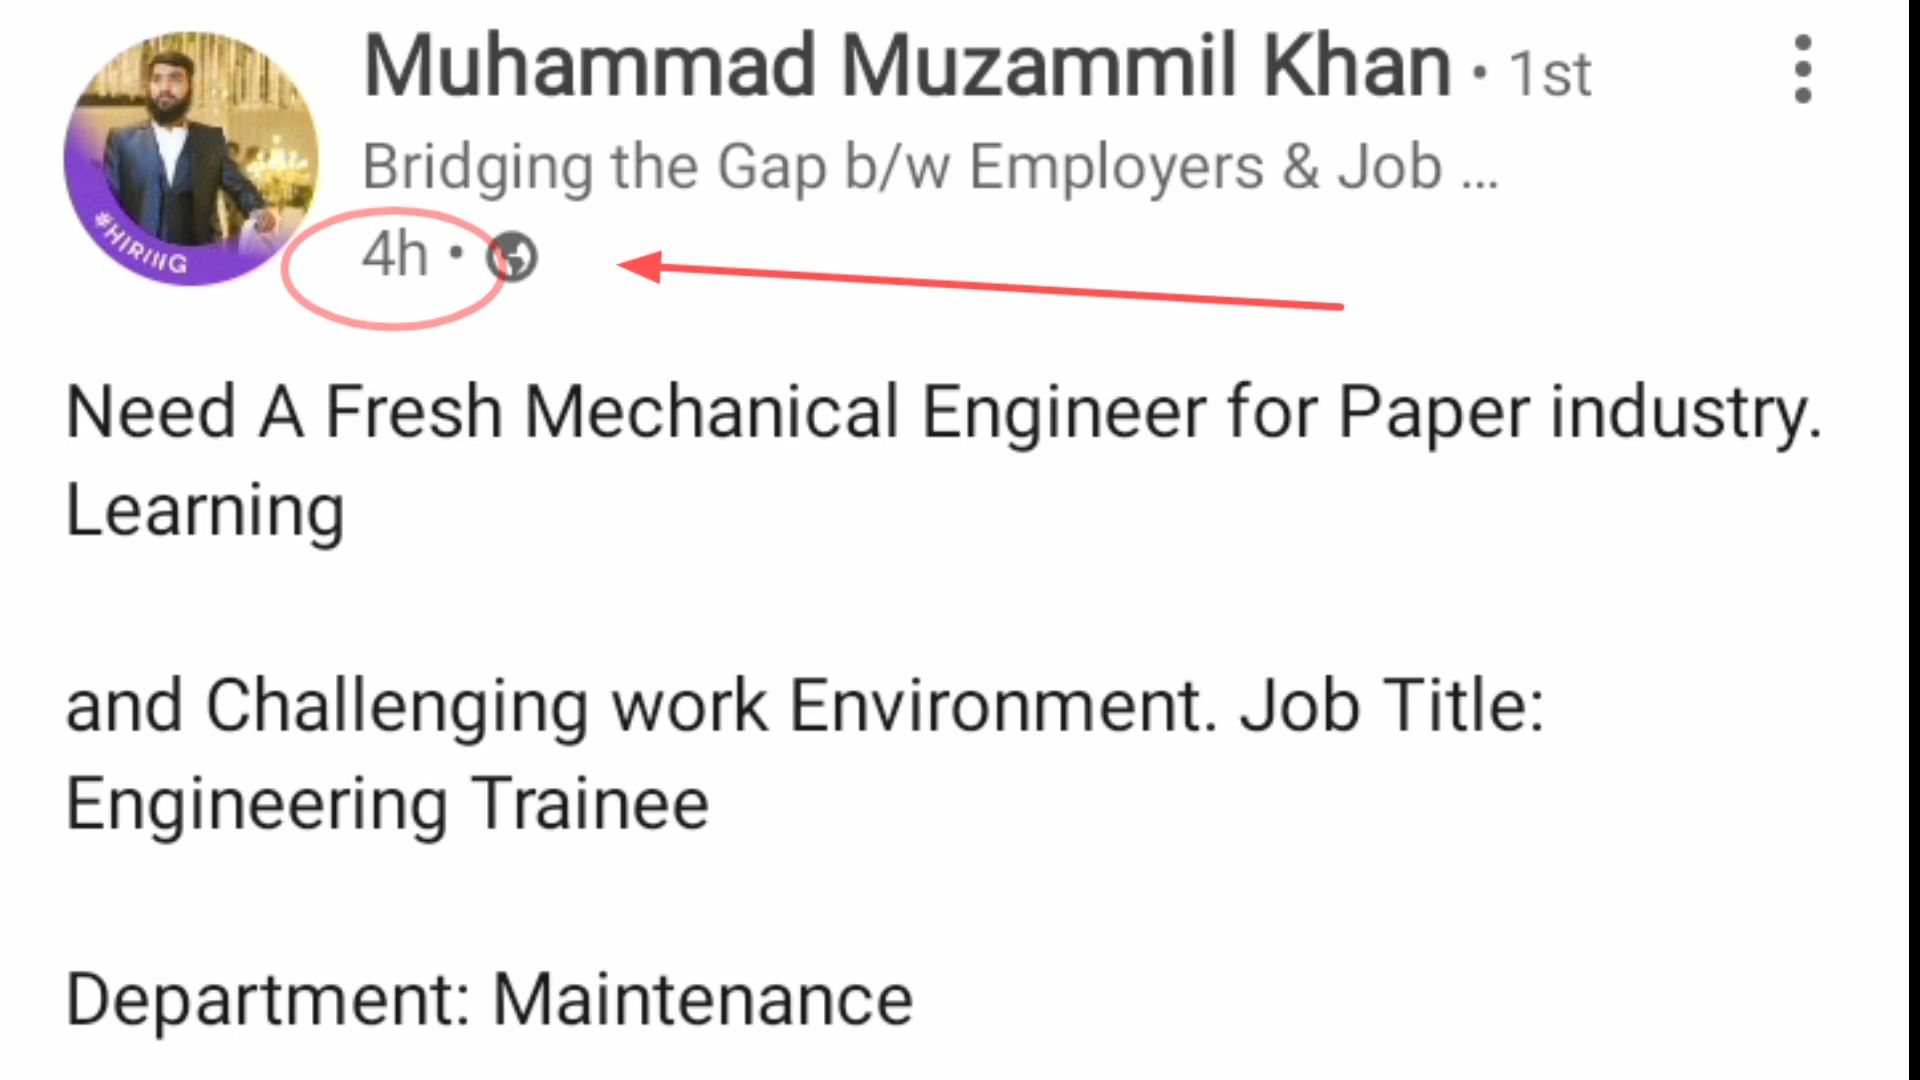 Muhammad Muzammil Khan • 1st
Bridging the Gap b/w Employers & Job ...
#HIRING
4h •
Need A Fresh Mechanical Engineer for Paper industry.
Learning
and Challenging work Environment. Job Title:
Engineering Trainee
Department: Maintenance